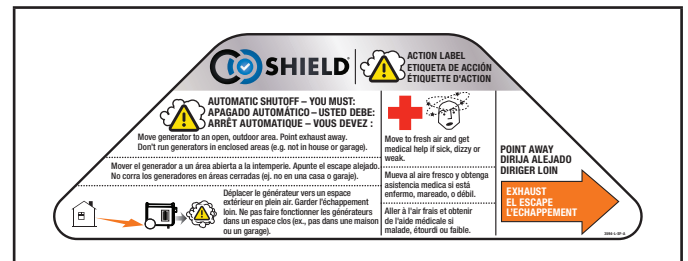 CO SHIELD
ACTION LABEL
ETIQUETA DE ACCIÓN
ÉTIQUETTE D'ACTION
AUTOMATIC SHUTOFF – YOU MUST:
APAGADO AUTOMÁTICO – USTED DEBE:
ARRÊT AUTOMATIQUE – VOUS DEVEZ :
Move generator to an open, outdoor area. Point exhaust away.
Don't run generators in enclosed areas (e.g. not in house or garage).
Mover el generador a un área abierta a la intemperie. Apunte el escape alejado.
No corra los generadores en áreas cerradas (ej. no en una casa o garaje).
Déplacer le générateur vers un espace
extérieur en plein air. Garder l'échappement
loin. Ne pas faire fonctionner les générateurs
dans un espace clos (ex., pas dans une maison
ou un garage).
Move to fresh air and get
medical help if sick, dizzy or
weak.
Mueva al aire fresco y obtenga
asistencia medica si está
enfermo, mareado, o débil.
Aller à l'air frais et obtenir
de l'aide médicale si
malade, étourdi ou faible.
POINT AWAY
DIRIJA ALEJADO
DIRIGER LOIN
EXHAUST
EL ESCAPE
L'ECHAPPEMENT